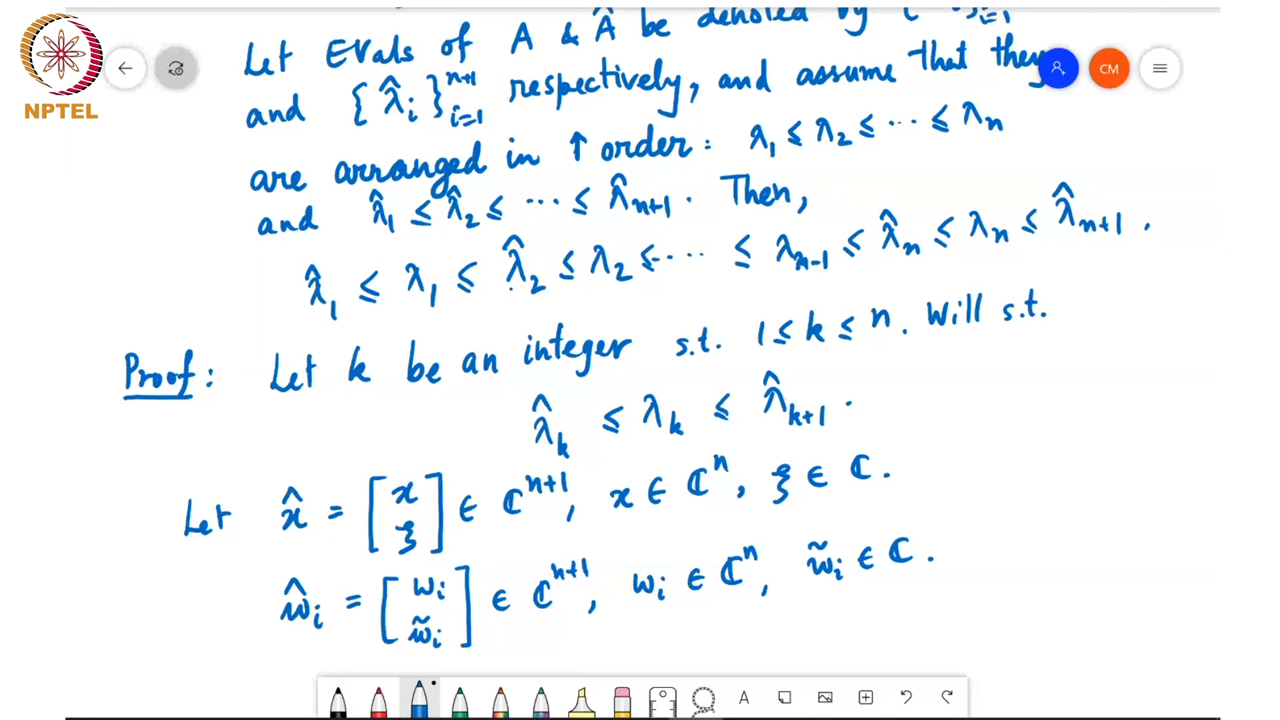 Let Evals of A & Â be denoted by
and {λ̂ᵢ}ⁿ⁺¹ᵢ₌₁ respectively, and assume that they
are arranged in ↑ order: λ₁ ≤ λ₂ ≤ ··· ≤ λₙ
and λ̂₁ ≤ λ̂₂ ≤ ··· ≤ λ̂ₙ₊₁. Then,
λ̂₁ ≤ λ₁ ≤ λ̂₂ ≤ λ₂ ≤ ··· ≤ λₙ₋₁ ≤ λ̂ₙ ≤ λₙ ≤ λ̂ₙ₊₁.
Proof: Let k be an integer s.t. 1 ≤ k ≤ n. Will s.t.
λ̂ₖ ≤ λₖ ≤ λ̂ₖ₊₁.
Let x̂ = [x ξ] ∈ ℂⁿ⁺¹, x ∈ ℂⁿ, ξ ∈ ℂ.
ŵᵢ = [wᵢ w̃ᵢ] ∈ ℂⁿ⁺¹, wᵢ ∈ ℂⁿ, w̃ᵢ ∈ ℂ.
NPTEL
CM
A